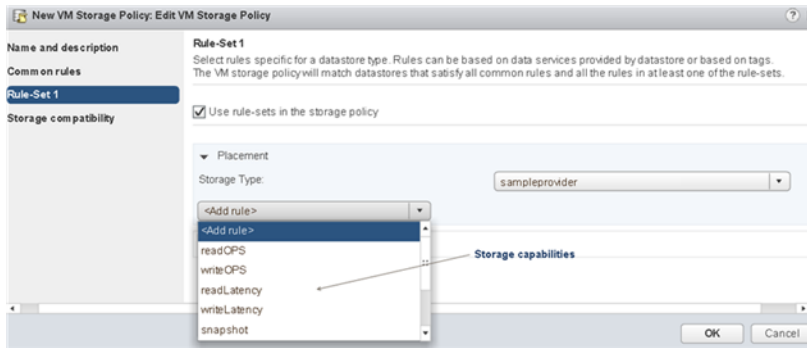 New VM Storage Policy: Edit VM Storage Policy
?
Name and description
Common rules
Rule-Set 1
Storage compatibility
Rule-Set 1
Select rules specific for a datastore type. Rules can be based on data services provided by datastore or based on tags.
The VM storage policy will match datastores that satisfy all common rules and all the rules in at least one of the rule-sets.
Use rule-sets in the storage policy
Placement
Storage Type:
sampleprovider
<Add rule>
<Add rule>
readOPS
writeOPS
readLatency
writeLatency
snapshot
Storage capabilities
OK
Cancel